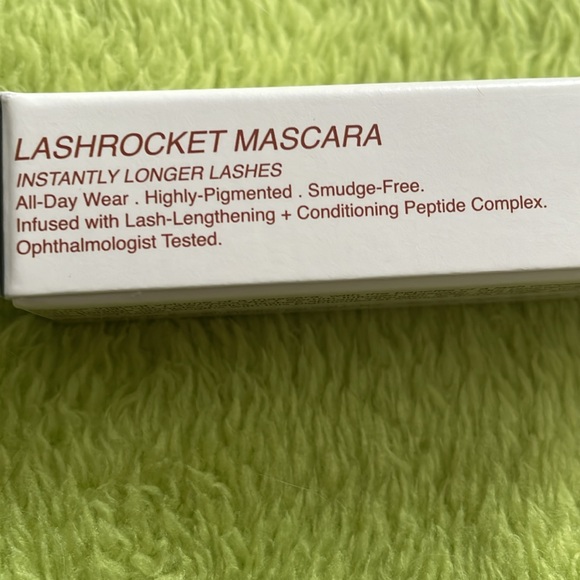 LASHROCKET MASCARA
INSTANTLY LONGER LASHES
All-Day Wear . Highly-Pigmented . Smudge-Free.
Infused with Lash-Lengthening + Conditioning Peptide Complex.
Ophthalmologist Tested.